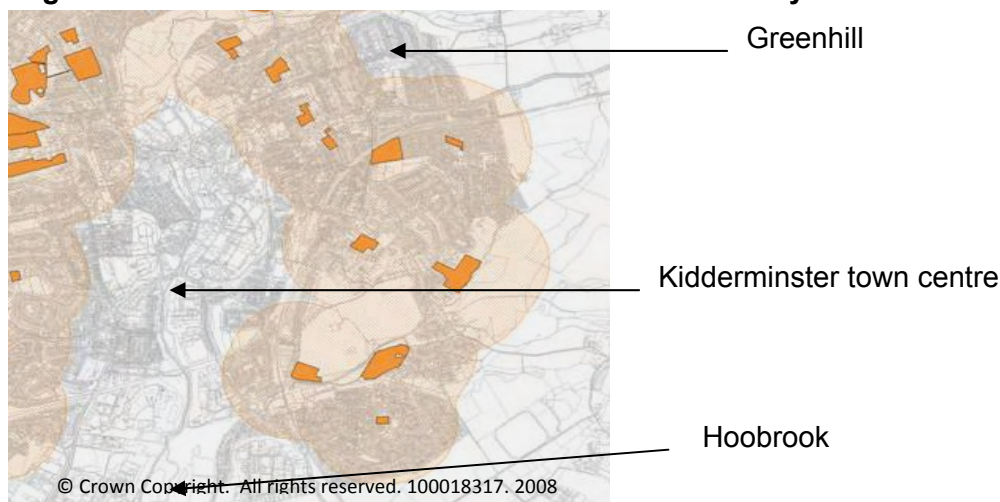 Greenhill
Kidderminster town centre
Hoobrook
© Crown Copyright. All rights reserved. 100018317. 2008